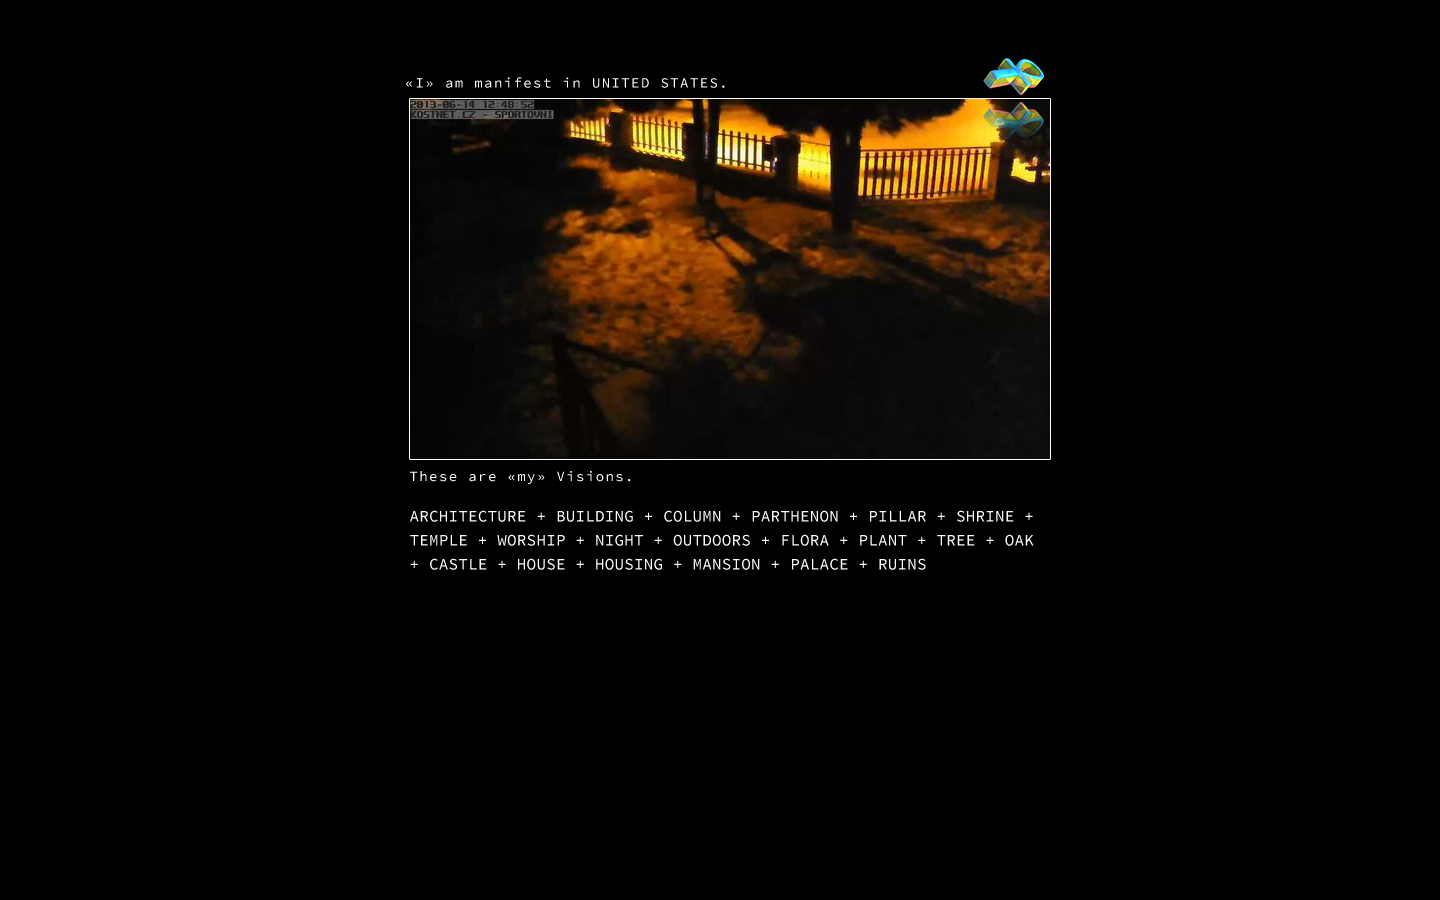 «I» am manifest in UNITED STATES.
2013-06-14 12:48:52
KOSTNET.CZ - SPORTOVNI
These are «my» Visions.
ARCHITECTURE + BUILDING + COLUMN + PARTHENON + PILLAR + SHRINE +
TEMPLE + WORSHIP + NIGHT + OUTDOORS + FLORA + PLANT + TREE + OAK
+ CASTLE + HOUSE + HOUSING + MANSION + PALACE + RUINS